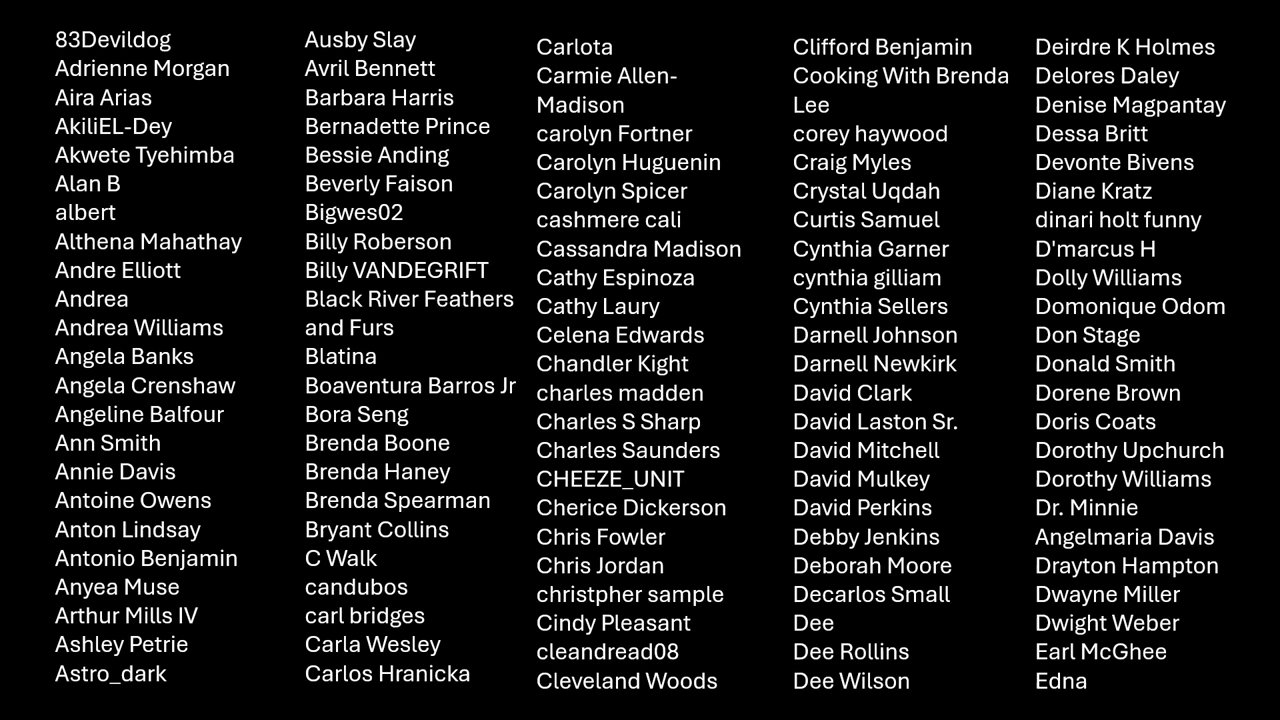 83Devildog
Adrienne Morgan
Aira Arias
AkiliEL-Dey
Akwete Tyehimba
Alan B
albert
Althena Mahathay
Andre Elliott
Andrea
Andrea Williams
Angela Banks
Angela Crenshaw
Angeline Balfour
Ann Smith
Annie Davis
Antoine Owens
Anton Lindsay
Antonio Benjamin
Anyea Muse
Arthur Mills IV
Ashley Petrie
Astro_dark
Ausby Slay
Avril Bennett
Barbara Harris
Bernadette Prince
Bessie Anding
Beverly Faison
Bigwes02
Billy Roberson
Billy VANDEGRIFT
Black River Feathers
and Furs
Blatina
Boaventura Barros Jr
Bora Seng
Brenda Boone
Brenda Haney
Brenda Spearman
Bryant Collins
C Walk
candubos
carl bridges
Carla Wesley
Carlos Hranicka
Carlota
Carmie Allen-
Madison
carolyn Fortner
Carolyn Huguenin
Carolyn Spicer
cashmere cali
Cassandra Madison
Cathy Espinoza
Cathy Laury
Celena Edwards
Chandler Kight
charles madden
Charles S Sharp
Charles Saunders
CHEEZE_UNIT
Cherice Dickerson
Chris Fowler
Chris Jordan
christpher sample
Cindy Pleasant
cleandread08
Cleveland Woods
Clifford Benjamin
Cooking With Brenda
Lee
corey haywood
Craig Myles
Crystal Uqdah
Curtis Samuel
Cynthia Garner
cynthia gilliam
Cynthia Sellers
Darnell Johnson
Darnell Newkirk
David Clark
David Laston Sr.
David Mitchell
David Mulkey
David Perkins
Debby Jenkins
Deborah Moore
Decarlos Small
Dee
Dee Rollins
Dee Wilson
Deirdre K Holmes
Delores Daley
Denise Magpantay
Dessa Britt
Devonte Bivens
Diane Kratz
dinari holt funny
D'marcus H
Dolly Williams
Domonique Odom
Don Stage
Donald Smith
Dorene Brown
Doris Coats
Dorothy Upchurch
Dorothy Williams
Dr. Minnie
Angelmaria Davis
Drayton Hampton
Dwayne Miller
Dwight Weber
Earl McGhee
Edna